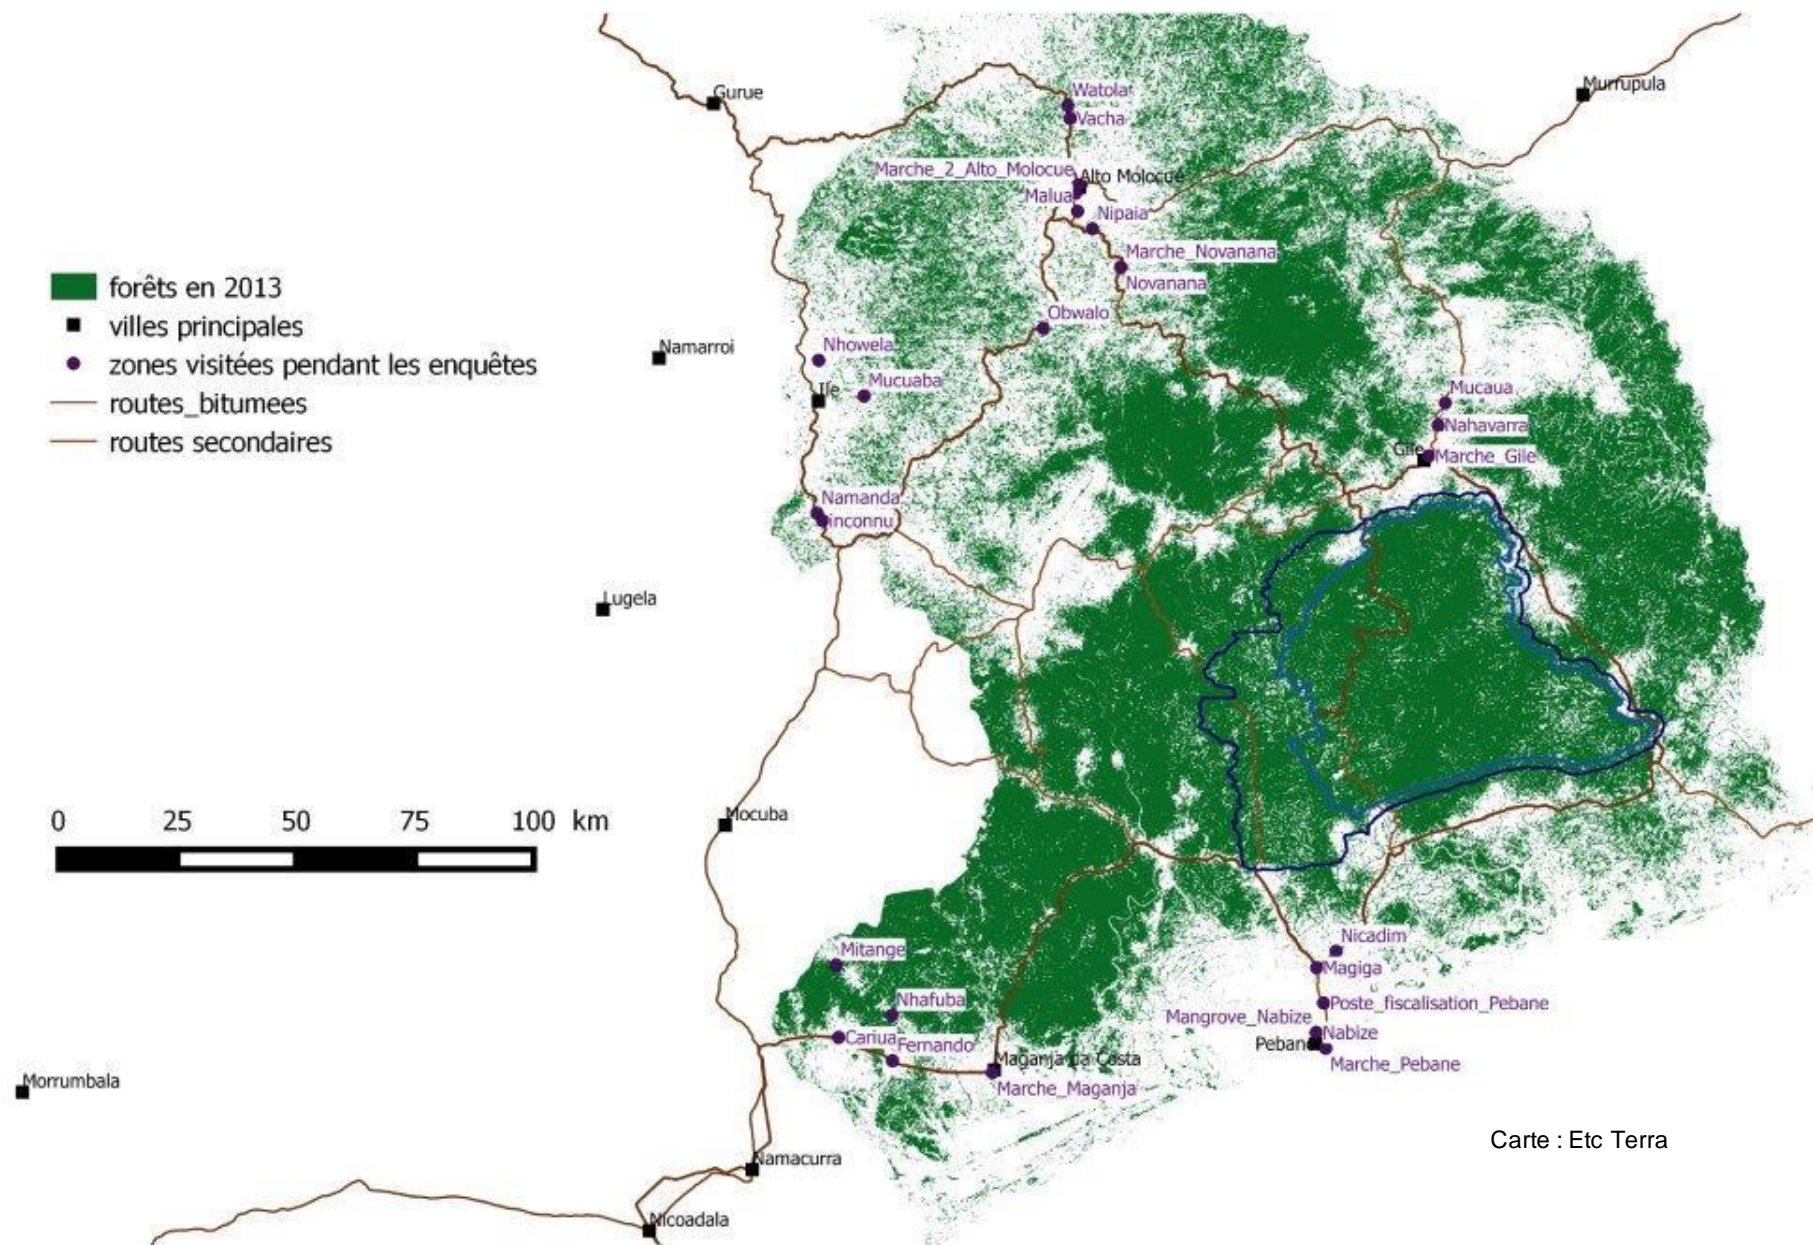 Gurue
Watola
Vacha
Murrupula
Marche_2_Alto_Molocue
Alto Molocue
Malua
Nipaia
Marche_Novanana
Novanana
forêts en 2013
villes principales
zones visitées pendant les enquêtes
routes_bitumees
routes secondaires
Obwalo
Namarroi
Nhowela
Mucuaba
Ile
Mucaua
Nahavarra
Gile
Marche_Gile
Namanda
inconnu
Lugela
0 25 50 75 100 km
Mocuba
Mitange
Nhafuba
Cariua
Fernando
Maganja da Costa
Marche_Maganja
Nicadim
Magiga
Poste_fiscalisation_Pebane
Mangrove_Nabize
Nabize
Pebane
Marche_Pebane
Morrumbala
Carte : Etc Terra
Namacurra
Nicoadala